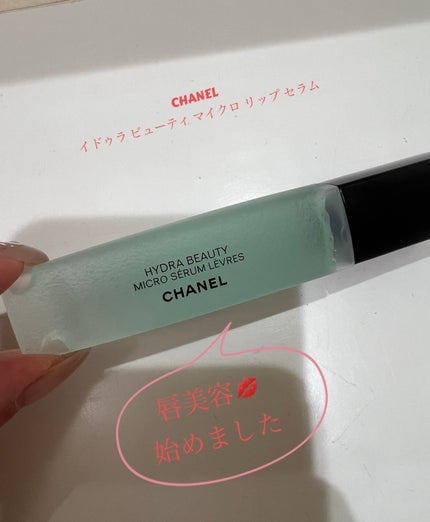 CHANEL
イドゥラ ビューティ マイクロ リップ セラム
HYDRA BEAUTY
MICRO SÉRUM LÈVRES
CHANEL
唇美容💋
始めました